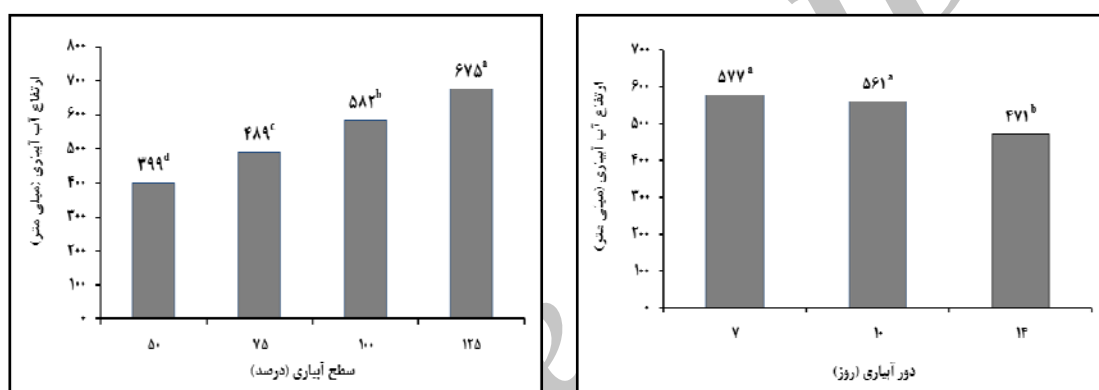 ارتفاع آب آبیاری (میلی متر)
۸۰۰
۷۰۰
۶۰۰
۵۰۰
۴۰۰
۳۰۰
۲۰۰
۱۰۰
۰
۳۹۹ᵈ
۴۸۹ᶜ
۵۸۲ᵇ
۶۷۵ᵃ
۵۰ ۷۵ ۱۰۰ ۱۲۵
سطح آبیاری (درصد)
ارتفاع آب آبیاری (میلی متر)
۷۰۰
۶۰۰
۵۰۰
۴۰۰
۳۰۰
۲۰۰
۱۰۰
۰
۵۷۷ ᵃ
۵۶۱ᵃ
۴۷۱ ᵇ
۷ ۱۰ ۱۴
دور آبیاری (روز)